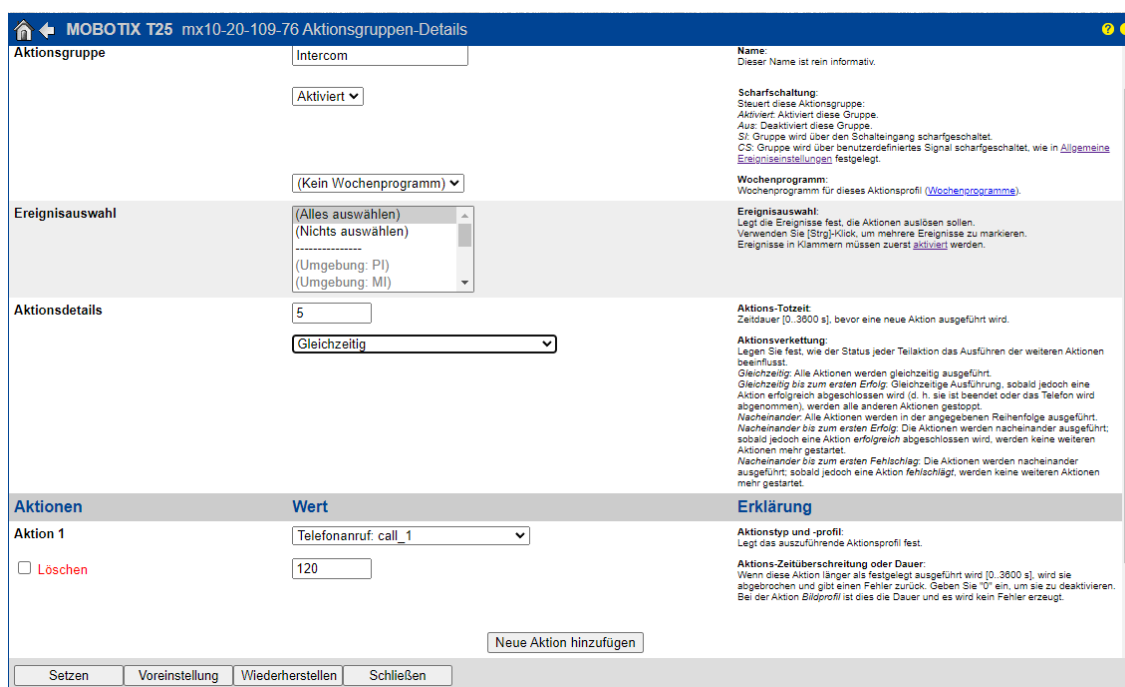 MOBOTIX T25 mx10-20-109-76 Aktionsgruppen-Details
Aktionsgruppe
Intercom
Name:
Dieser Name ist rein informativ.
Aktiviert
Scharfschaltung:
Steuert diese Aktionsgruppe:
Aktiviert: Aktiviert diese Gruppe.
Aus: Deaktiviert diese Gruppe.
SI: Gruppe wird über den Schalteingang scharfgeschaltet.
CS: Gruppe wird über benutzerdefiniertes Signal scharfgeschaltet, wie in Allgemeine
Ereigniseinstellungen festgelegt.
(Kein Wochenprogramm)
Wochenprogramm:
Wochenprogramm für dieses Aktionsprofil (Wochenprogramme).
Ereignisauswahl
(Alles auswählen)
(Nichts auswählen)
---------------
(Umgebung: PI)
(Umgebung: MI)
Ereignisauswahl:
Legt die Ereignisse fest, die Aktionen auslösen sollen.
Verwenden Sie [Strg]-Klick, um mehrere Ereignisse zu markieren.
Ereignisse in Klammern müssen zuerst aktiviert werden.
Aktionsdetails
5
Aktions-Totzeit:
Zeitdauer [0..3600 s], bevor eine neue Aktion ausgeführt wird.
Gleichzeitig
Aktionsverkettung:
Legen Sie fest, wie der Status jeder Teilaktion das Ausführen der weiteren Aktionen
beeinflusst.
Gleichzeitig: Alle Aktionen werden gleichzeitig ausgeführt.
Gleichzeitig bis zum ersten Erfolg: Gleichzeitige Ausführung, sobald jedoch eine
Aktion erfolgreich abgeschlossen wird (d. h. sie ist beendet oder das Telefon wird
abgenommen), werden alle anderen Aktionen gestoppt.
Nacheinander: Alle Aktionen werden in der angegebenen Reihenfolge ausgeführt.
Nacheinander bis zum ersten Erfolg: Die Aktionen werden nacheinander ausgeführt;
sobald jedoch eine Aktion erfolgreich abgeschlossen wird, werden keine weiteren
Aktionen mehr gestartet.
Nacheinander bis zum ersten Fehlschlag: Die Aktionen werden nacheinander
ausgeführt; sobald jedoch eine Aktion fehlschlägt, werden keine weiteren Aktionen
mehr gestartet.
Aktionen Wert Erklärung
Aktion 1
Telefonanruf: call_1
Aktionstyp und -profil:
Legt das auszuführende Aktionsprofil fest.
Löschen
120
Aktions-Zeitüberschreitung oder Dauer:
Wenn diese Aktion länger als festgelegt ausgeführt wird [0..3600 s], wird sie
abgebrochen und gibt einen Fehler zurück. Geben Sie "0" ein, um sie zu deaktivieren.
Bei der Aktion Bildprofil ist dies die Dauer und es wird kein Fehler erzeugt.
Neue Aktion hinzufügen
Setzen Voreinstellung Wiederherstellen Schließen